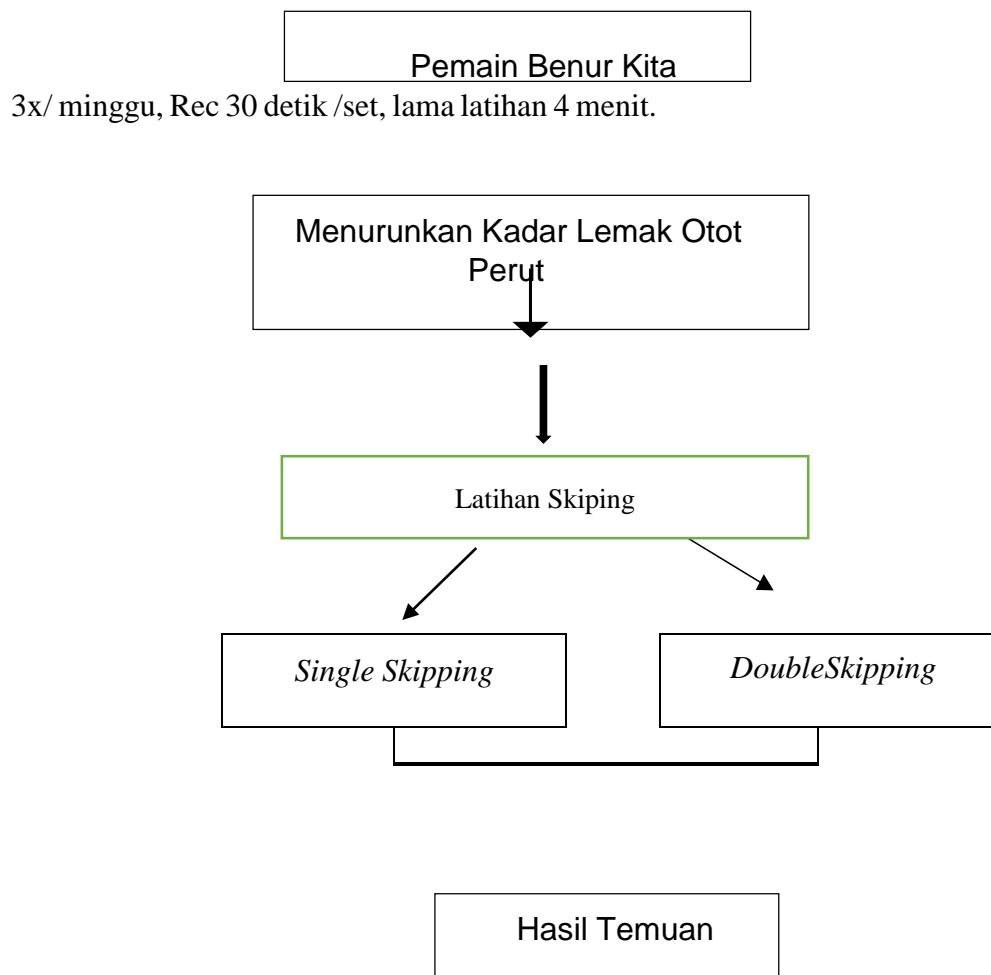 Pemain Benur Kita
3x/ minggu, Rec 30 detik /set, lama latihan 4 menit.
Menurunkan Kadar Lemak Otot
Perut
Latihan Skiping
Single Skipping
DoubleSkipping
Hasil Temuan